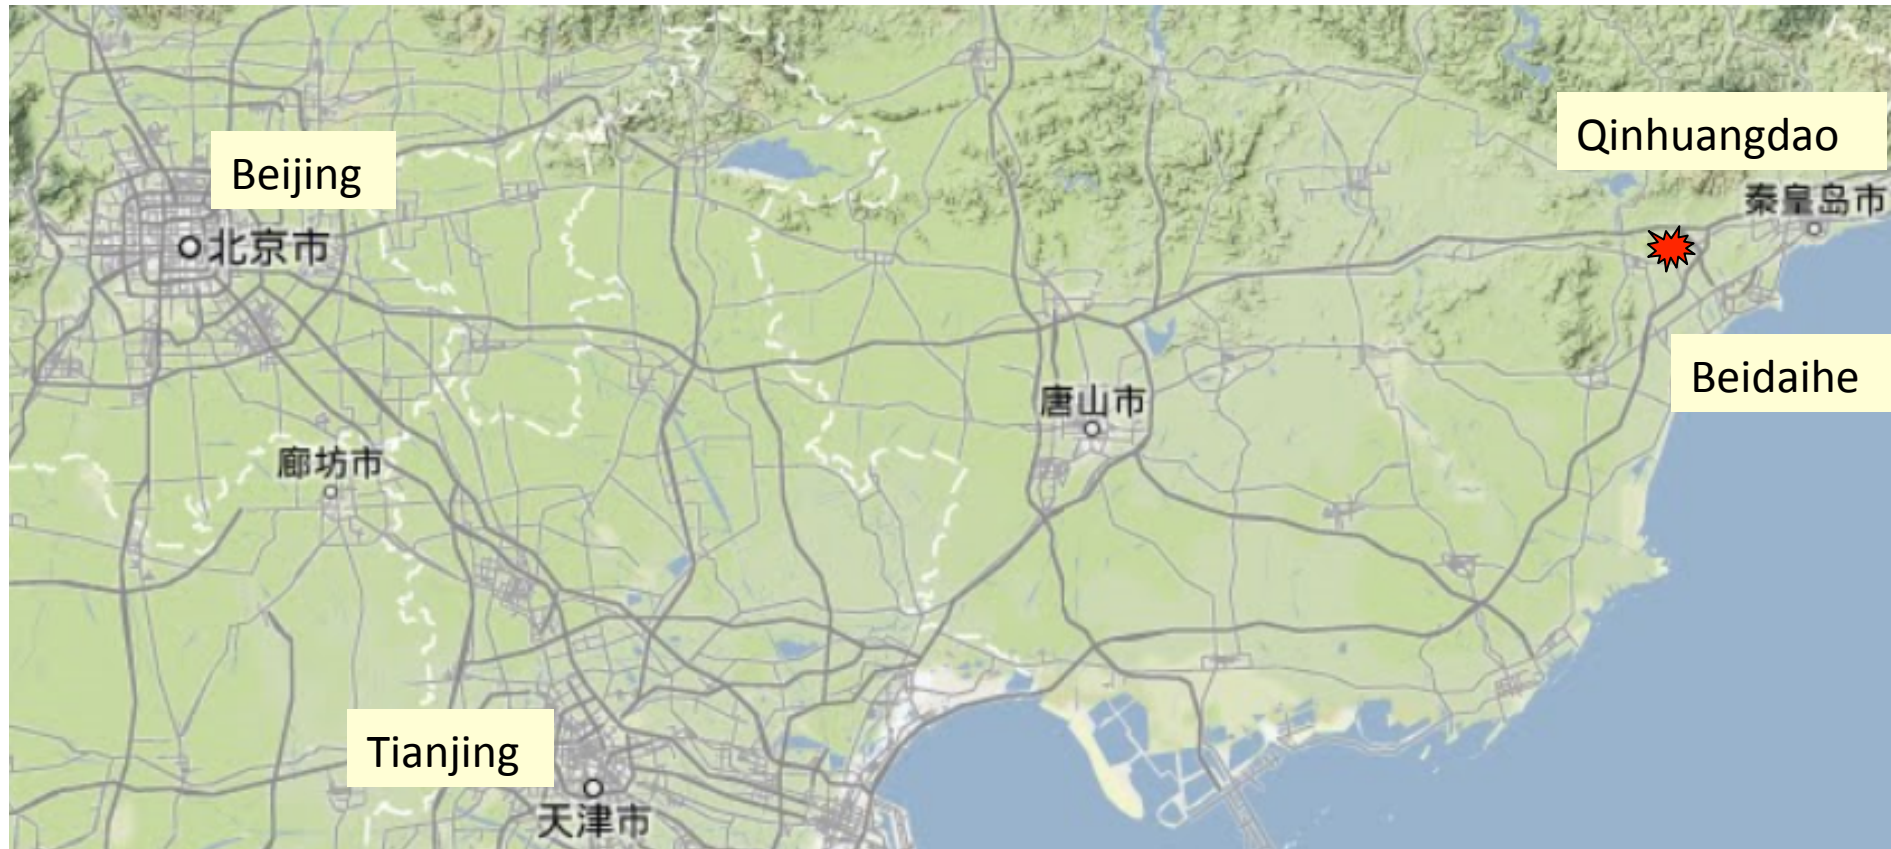 Qinhuangdao
秦皇岛市
Beijing
北京市
Beidaihe
唐山市
廊坊市
Tianjing
天津市